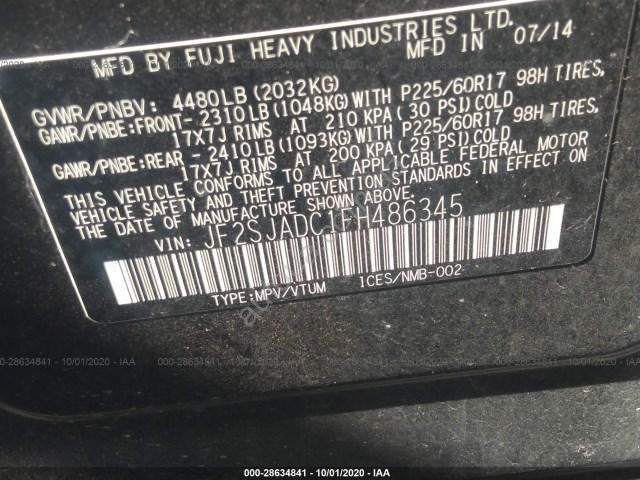 MFD BY FUJI HEAVY INDUSTRIES LTD.
MFD IN 07/14
GVWR/PNBV: 4480LB(2032KG)
GAWR/PNBE:FRONT- 2310LB(1048KG)WITH P225/60R17 98H TIRES,
17X7J RIMS AT 210 KPA( 30 PSI)COLD
GAWR/PNBE:REAR - 2410LB(1093KG)WITH P225/60R17 98H TIRES,
17X7J RIMS AT 200 KPA( 29 PSI)COLD
THIS VEHICLE CONFORMS TO ALL APPLICABLE FEDERAL MOTOR
VEHICLE SAFETY AND THEFT PREVENTION STANDARDS IN EFFECT ON
THE DATE OF MANUFACTURE SHOWN ABOVE.
VIN: JF2SJADC1FH486345
TYPE:MPV/VTUM ICES/NMB-002
000-28634841 - 10/01/2020 - IAA